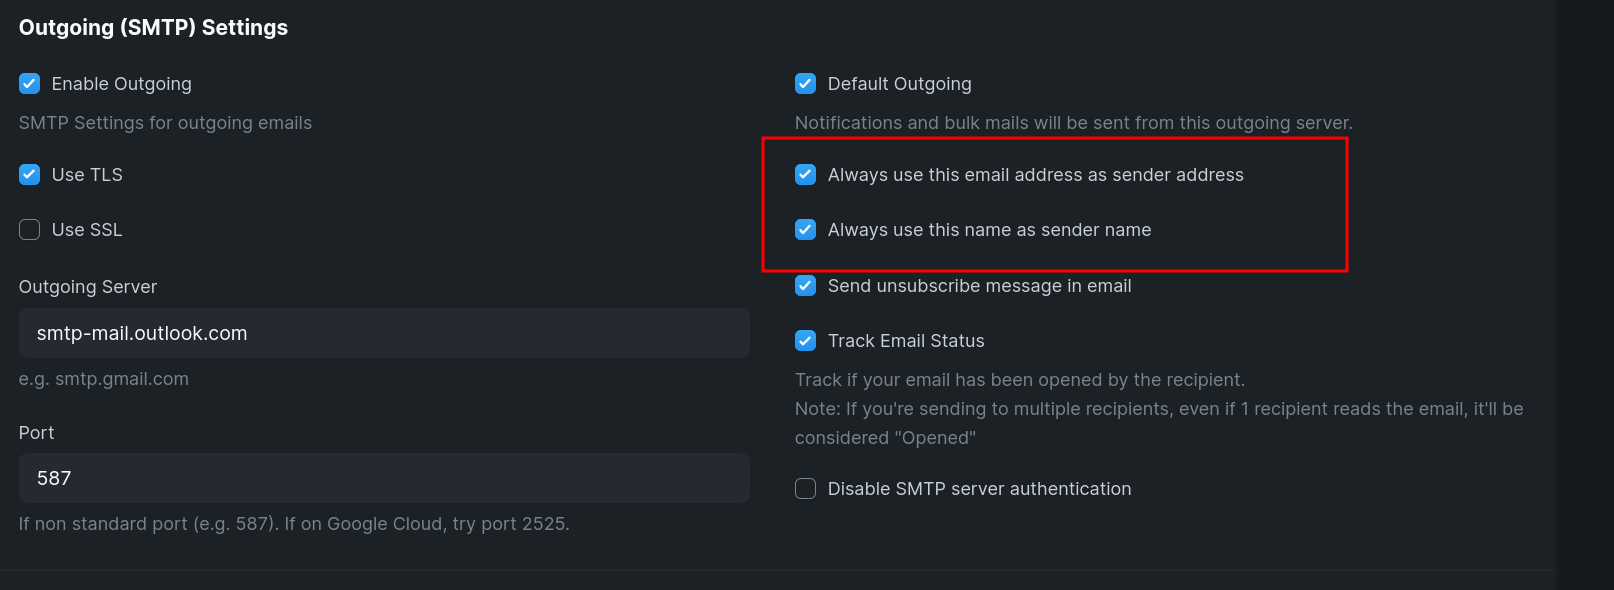 Outgoing (SMTP) Settings
Enable Outgoing
SMTP Settings for outgoing emails
Use TLS
Use SSL
Outgoing Server
smtp-mail.outlook.com
e.g. smtp.gmail.com
Port
587
If non standard port (e.g. 587). If on Google Cloud, try port 2525.
Default Outgoing
Notifications and bulk mails will be sent from this outgoing server.
Always use this email address as sender address
Always use this name as sender name
Send unsubscribe message in email
Track Email Status
Track if your email has been opened by the recipient.
Note: If you're sending to multiple recipients, even if 1 recipient reads the email, it'll be
considered "Opened"
Disable SMTP server authentication